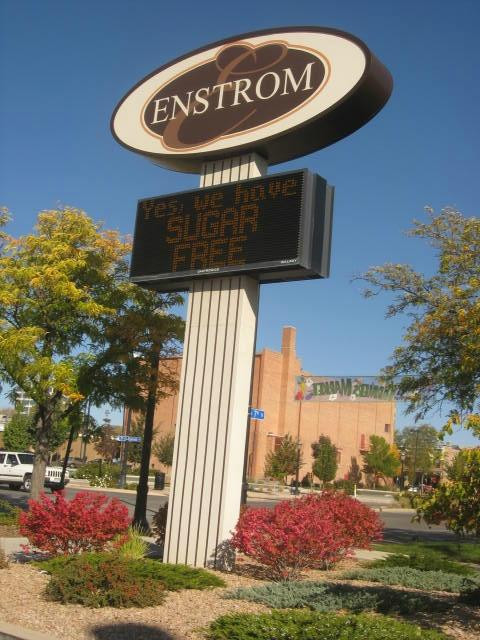 ENSTROM
Yes, we have
SUGAR
FREE